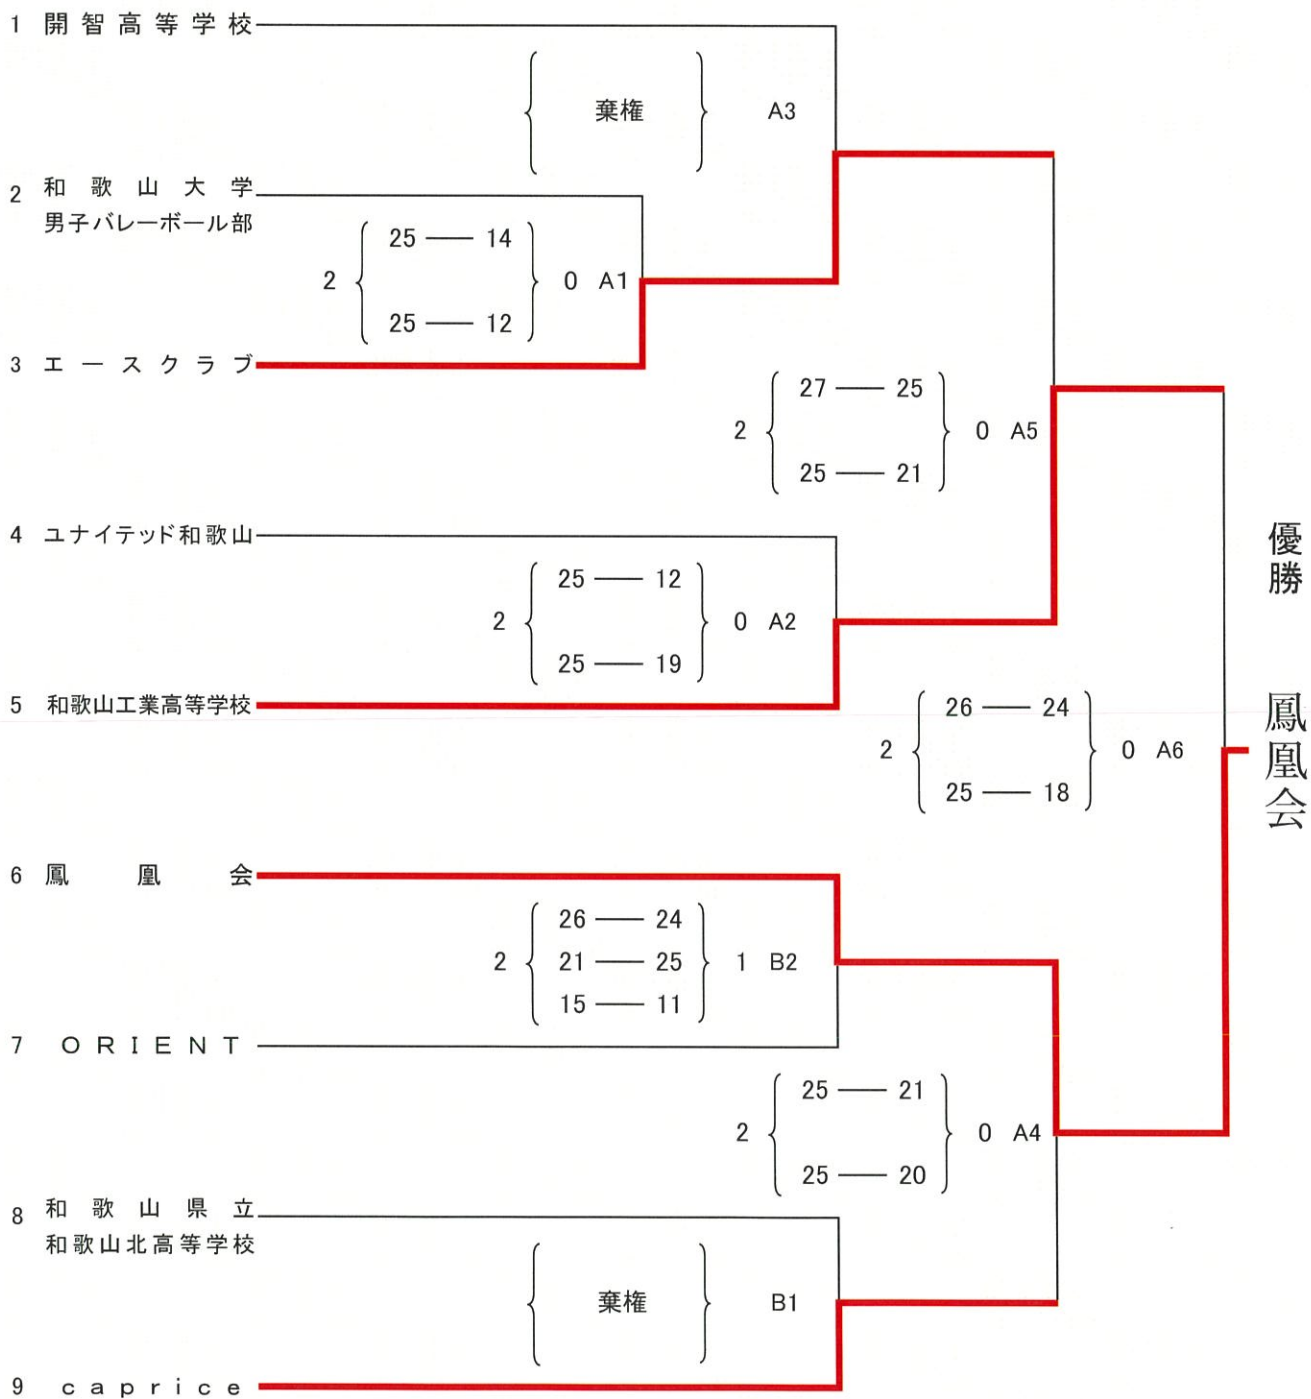 1 開智高等学校
棄権 A3
2 和歌山大学
男子バレーボール部
25 —— 14
2 0 A1
25 —— 12
3 エースクラブ
27 —— 25
2 0 A5
25 —— 21
4 ユナイテッド和歌山
25 —— 12
2 0 A2
25 —— 19
5 和歌山工業高等学校
26 —— 24
2 0 A6
25 —— 18
優勝
鳳凰会
6 鳳凰会
26 —— 24
2 21 —— 25 1 B2
15 —— 11
7 ORIENT
25 —— 21
2 0 A4
25 —— 20
8 和歌山県立
和歌山北高等学校
棄権 B1
9 caprice